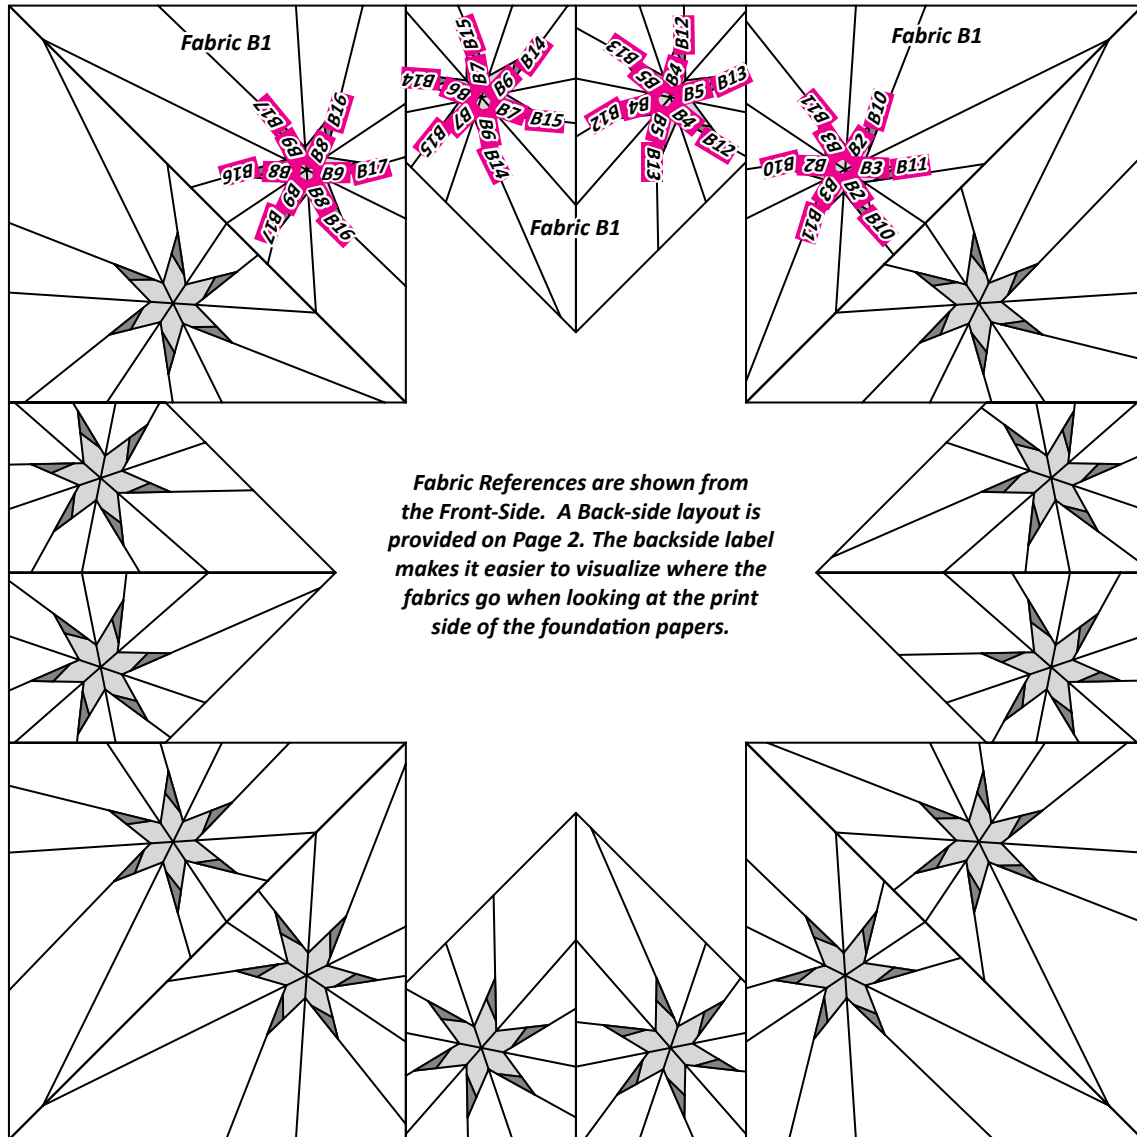 Fabric B1
Fabric B1
Fabric B1
B17
B16
B9
B8
B16
B8
B9
B17
B9
B8
B17
B16
B15
B14
B7
B6
B14
B6
B7
B15
B7
B6
B15
B14
B13
B12
B5
B4
B13
B5
B4
B12
B4
B5
B12
B13
B11
B10
B3
B2
B10
B2
B3
B11
B3
B2
B11
B10
Fabric References are shown from
the Front-Side. A Back-side layout is
provided on Page 2. The backside label
makes it easier to visualize where the
fabrics go when looking at the print
side of the foundation papers.